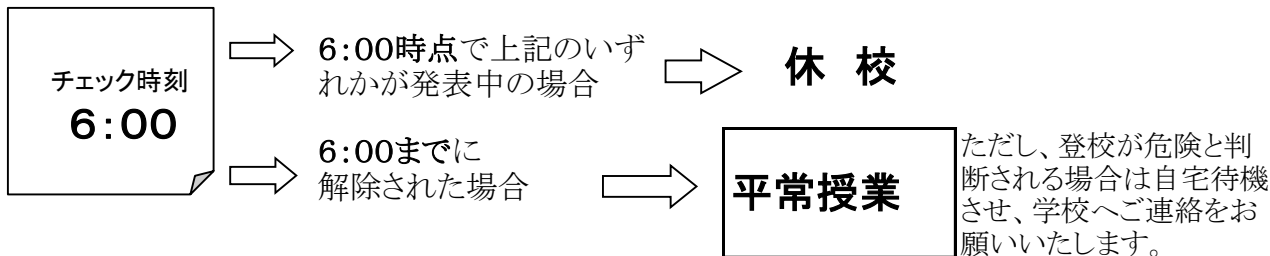 チェック時刻
6:00
6:00時点で上記のいず
れかが発表中の場合
休 校
6:00までに
解除された場合
平常授業
ただし、登校が危険と判
断される場合は自宅待機
させ、学校へご連絡をお
願いいたします。